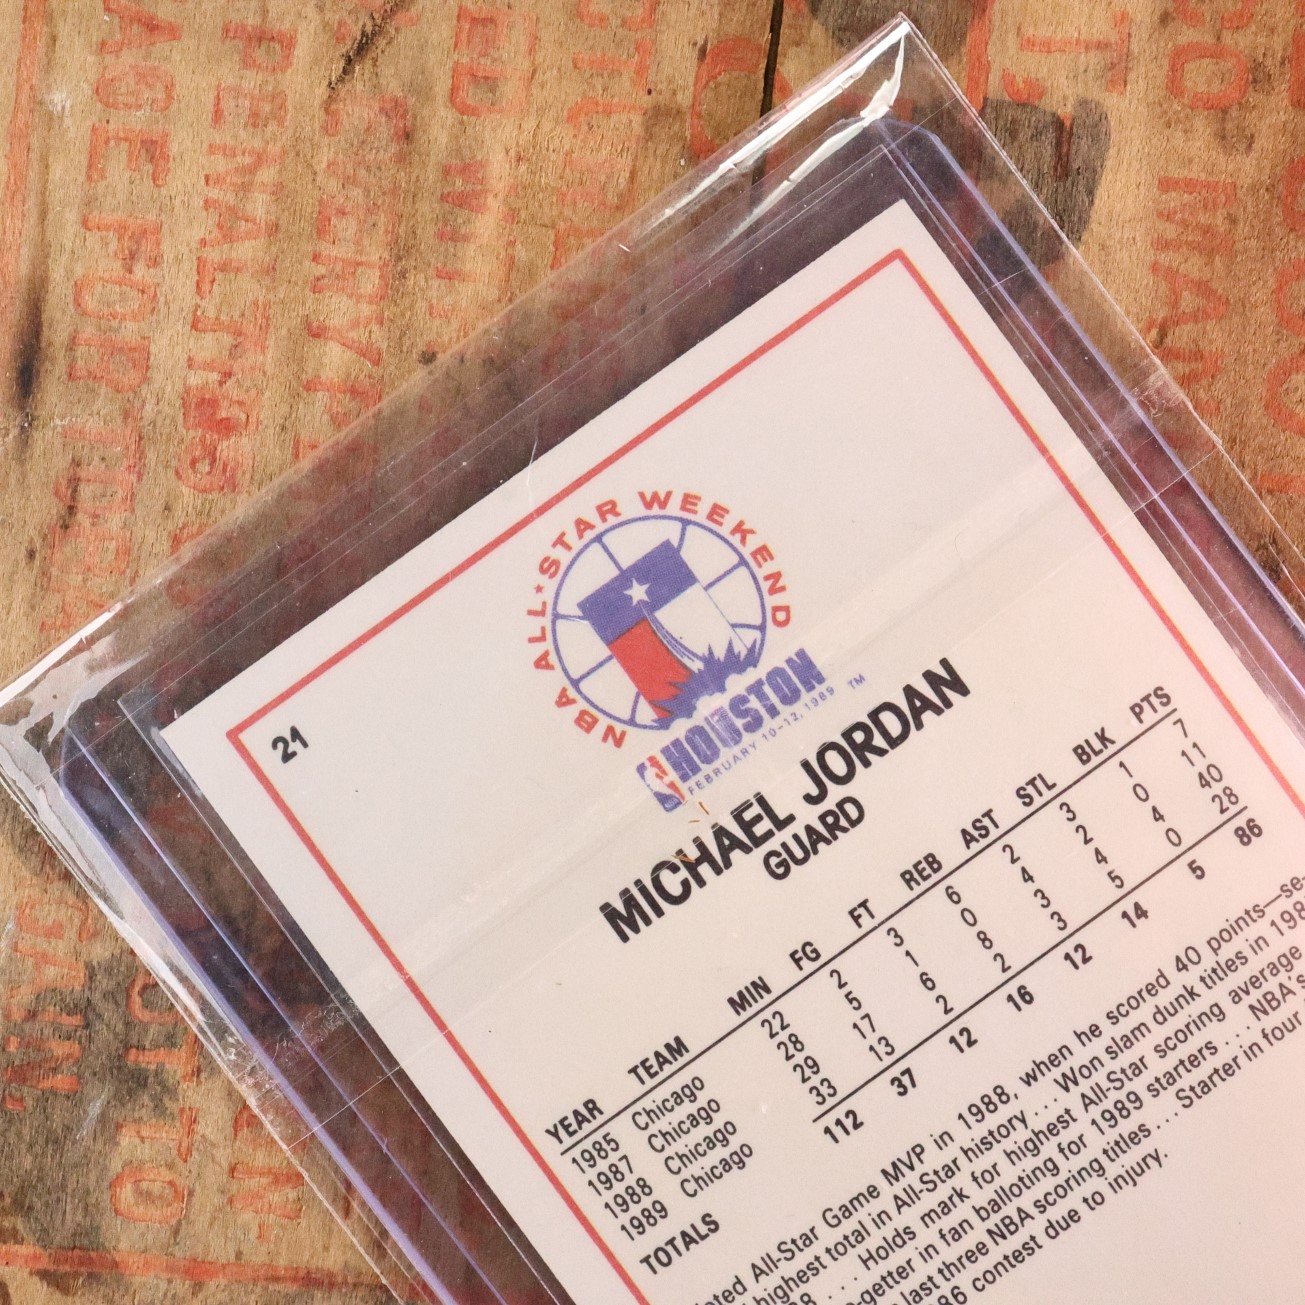 NBA ALL★STAR WEEKEND
HOUSTON
FEBRUARY 10-12, 1989 TM
21
MICHAEL JORDAN
GUARD
YEAR TEAM MIN FG FT REB AST STL BLK PTS
1985 Chicago 22 2 3 6 2 3 1 7
1987 Chicago 28 5 1 0 4 2 0 11
1988 Chicago 29 17 6 8 3 4 4 40
1989 Chicago 33 13 2 2 3 5 0 28
TOTALS 112 37 12 16 12 14 5 86
All-Star Game MVP in 1988, when he scored 40 points—se-
highest total in All-Star history . . . Won slam dunk titles in
. . . Holds mark for highest All-Star scoring average
-getter in fan balloting for 1989 starters . . . NBA's
last three NBA scoring titles . . . Starter in four
contest due to injury.
PENALTY
AGE FOR
EVERY
MAN